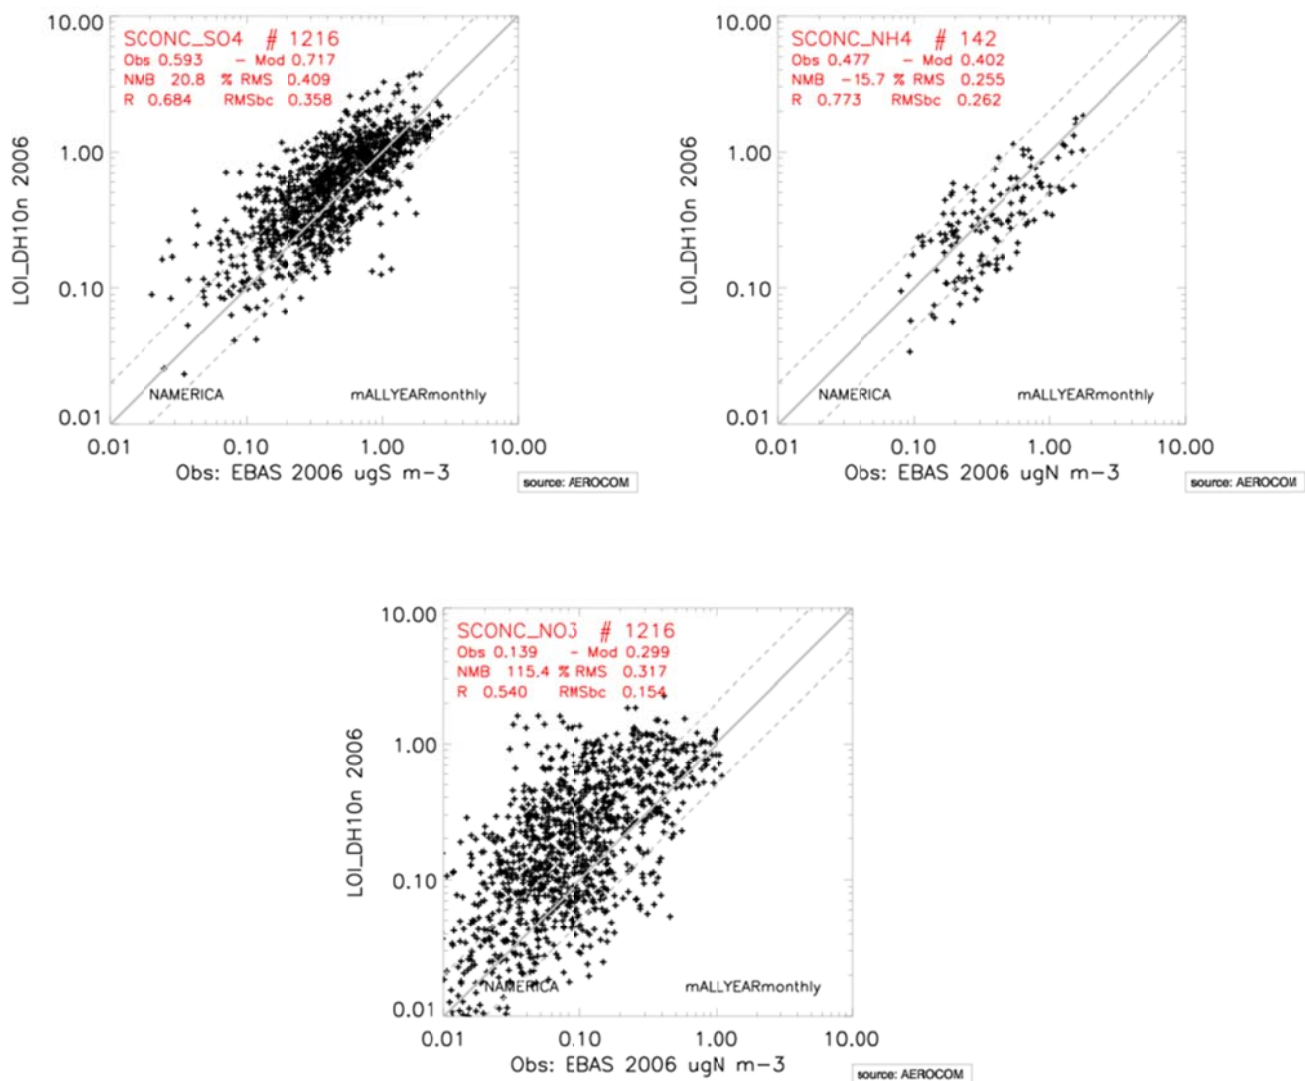 10.00
SCONC_SO4 # 1216
Obs 0.593 - Mod 0.717
NMB 20.8 % RMS 0.409
R 0.684 RMSbc 0.358
1.00
0.10
0.01
LOI_DH10n 2006
NAMERICA
mALLYEARmonthly
0.01 0.10 1.00 10.00
Obs: EBAS 2006 ugS m-3
source: AEROCOM
10.00
SCONC_NH4 # 142
Obs 0.477 - Mod 0.402
NMB -15.7 % RMS 0.255
R 0.773 RMSbc 0.262
1.00
0.10
0.01
LOI_DH10n 2006
NAMERICA
mALLYEARmonthly
0.01 0.10 1.00 10.00
Obs: EBAS 2006 ugN m-3
source: AEROCOM
10.00
SCONC_NO3 # 1216
Obs 0.139 - Mod 0.299
NMB 115.4 % RMS 0.317
R 0.540 RMSbc 0.154
1.00
0.10
0.01
LOI_DH10n 2006
NAMERICA
mALLYEARmonthly
0.01 0.10 1.00 10.00
Obs: EBAS 2006 ugN m-3
source: AEROCOM